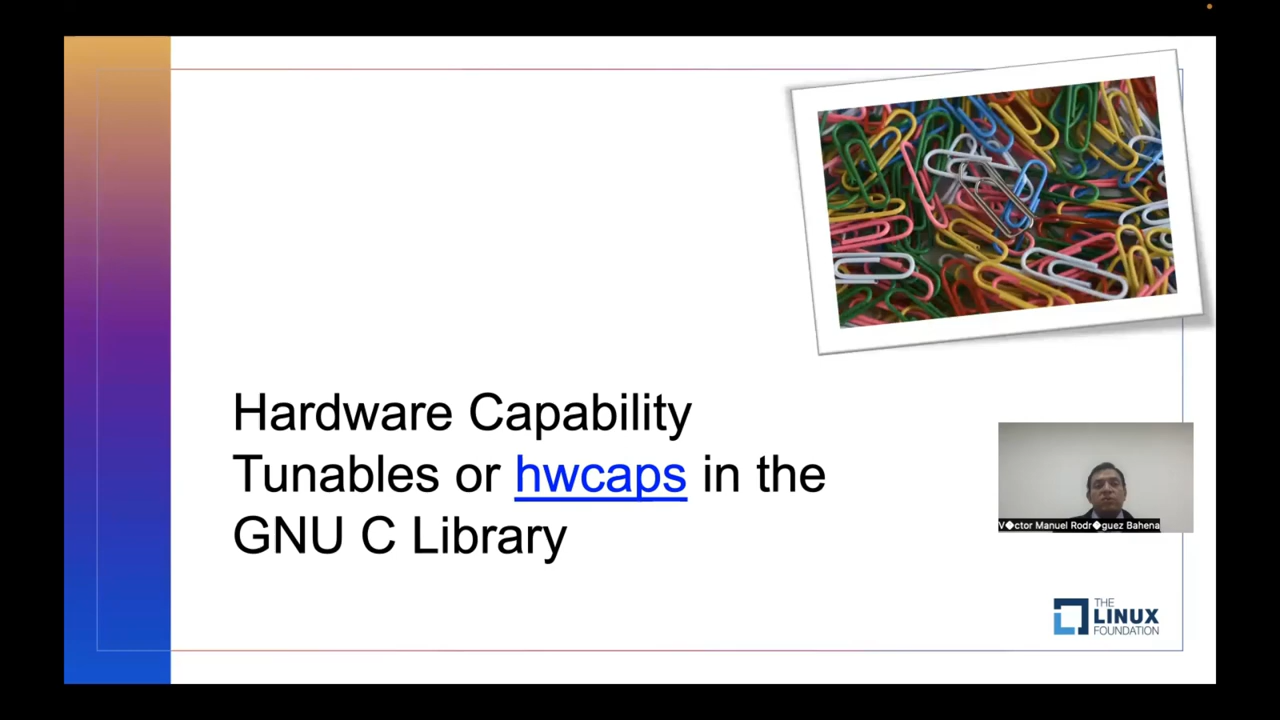 Hardware Capability
Tunables or hwcaps in the
GNU C Library
V�ctor Manuel Rodr�guez Bahena
THE
LINUX
FOUNDATION